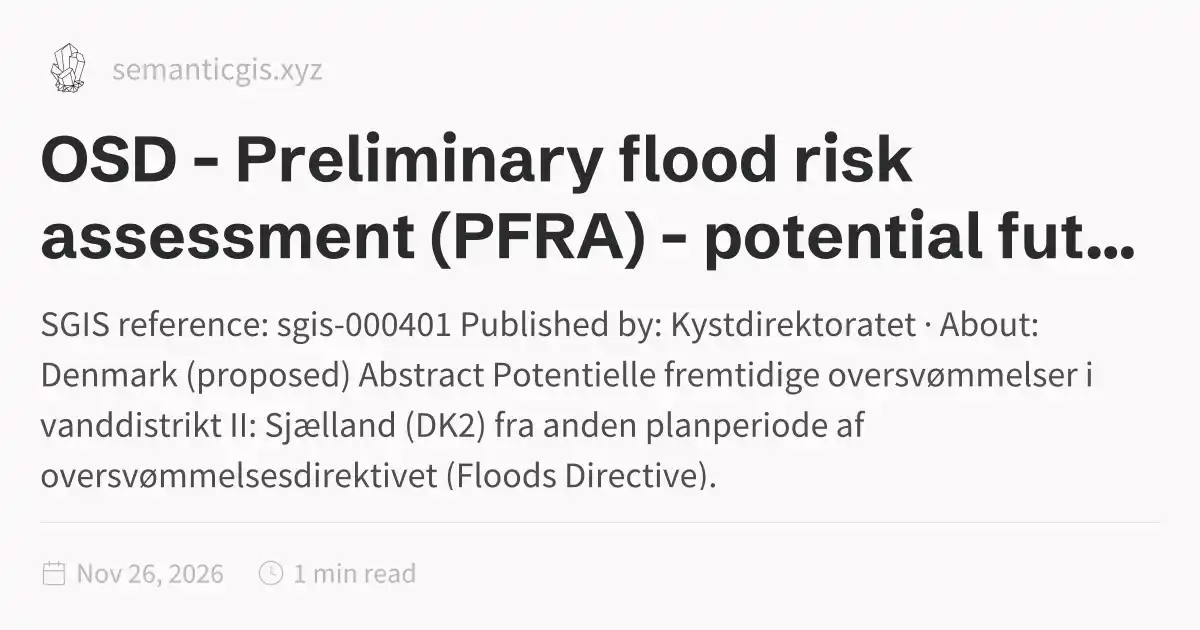 semanticgis.xyz
OSD - Preliminary flood risk
assessment (PFRA) - potential fut...
SGIS reference: sgis-000401 Published by: Kystdirektoratet · About:
Denmark (proposed) Abstract Potentielle fremtidige oversvømmelser i
vanddistrikt II: Sjælland (DK2) fra anden planperiode af
oversvømmelsesdirektivet (Floods Directive).
Nov 26, 2026 1 min read